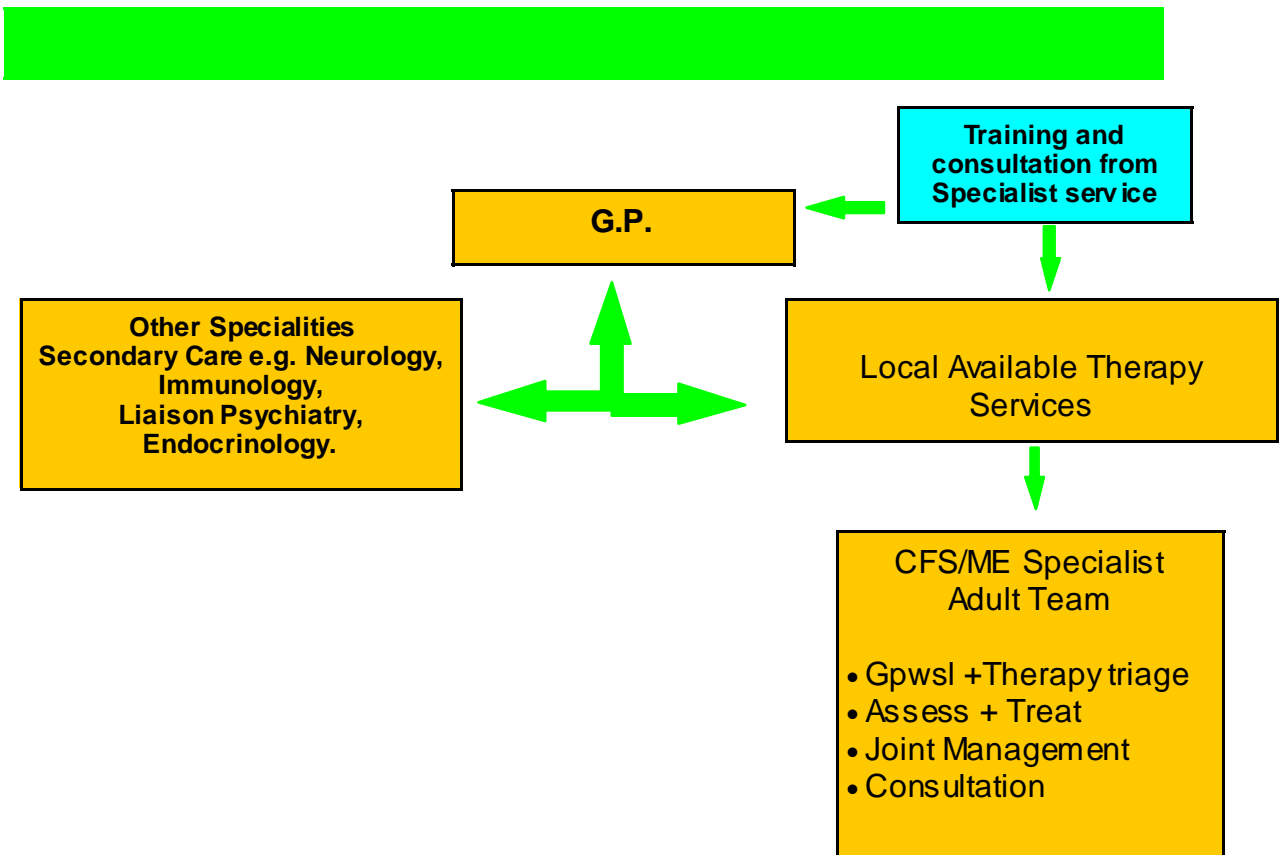 Training and
consultation from
Specialist service
G.P.
Other Specialities
Secondary Care e.g. Neurology,
Immunology,
Liaison Psychiatry,
Endocrinology.
Local Available Therapy
Services
CFS/ME Specialist
Adult Team
• Gpwsl +Therapy triage
• Assess + Treat
• Joint Management
• Consultation